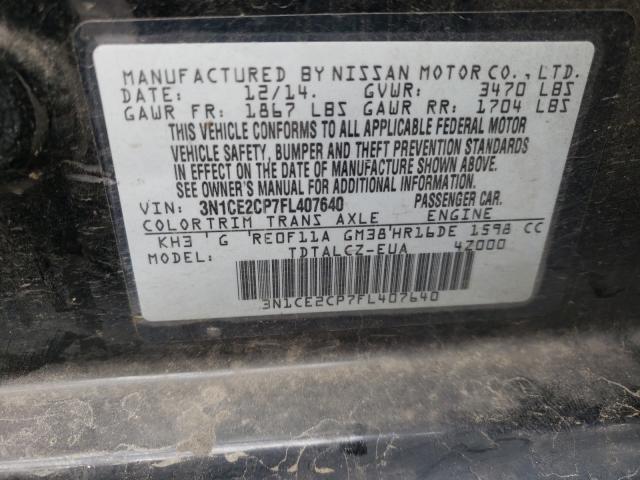 MANUFACTURED BY NISSAN MOTOR CO., LTD.
DATE: 12/14. GVWR: 3470 LBS
GAWR FR: 1867 LBS GAWR RR: 1704 LBS
THIS VEHICLE CONFORMS TO ALL APPLICABLE FEDERAL MOTOR
VEHICLE SAFETY, BUMPER AND THEFT PREVENTION STANDARDS
IN EFFECT ON THE DATE OF MANUFACTURE SHOWN ABOVE.
SEE OWNER'S MANUAL FOR ADDITIONAL INFORMATION.
VIN: 3N1CE2CP7FL407640 PASSENGER CAR.
COLOR TRIM TRANS AXLE ENGINE
KH3 'G 'RE0F11A GM38'HR16DE 1598 CC
MODEL: TDTALCZ-EUA 4Z000
3N1CE2CP7FL407640